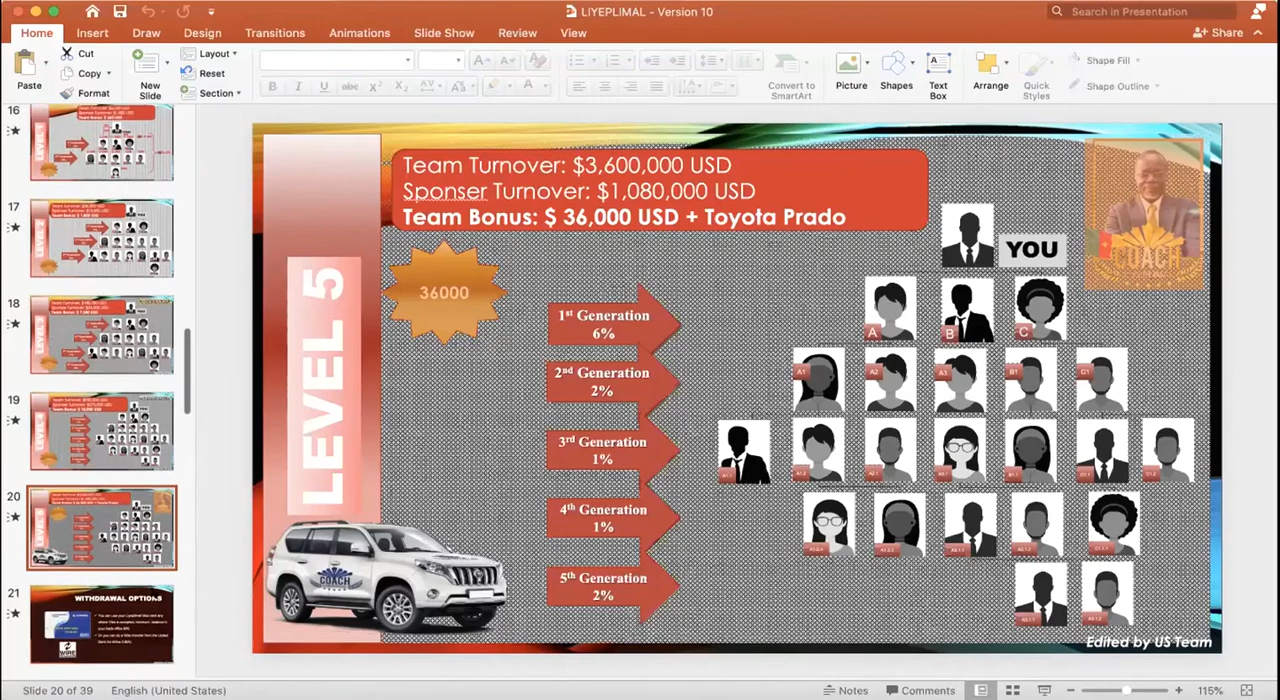 LIYEPLIMAL - Version 10
Search in Presentation
Home
Insert
Draw
Design
Transitions
Animations
Slide Show
Review
View
Share
Paste
Cut
Copy
Format
New
Slide
Layout
Reset
Section
Convert to
SmartArt
Picture
Shapes
Text
Box
Arrange
Quick
Styles
Shape Fill
Shape Outline
16
17
18
19
20
21
WITHDRAWAL OPTIONS
WIRE
Team Turnover: $3,600,000 USD
Sponser Turnover: $1,080,000 USD
Team Bonus: $ 36,000 USD + Toyota Prado
YOU
COACH
LEVEL 5
36000
1st Generation
6%
A
B
C
2nd Generation
2%
A1
A2
A3
B1
C1
3rd Generation
1%
4th Generation
1%
5th Generation
2%
COACH
Edited by US Team
Slide 20 of 39
English (United States)
Notes
Comments
115%